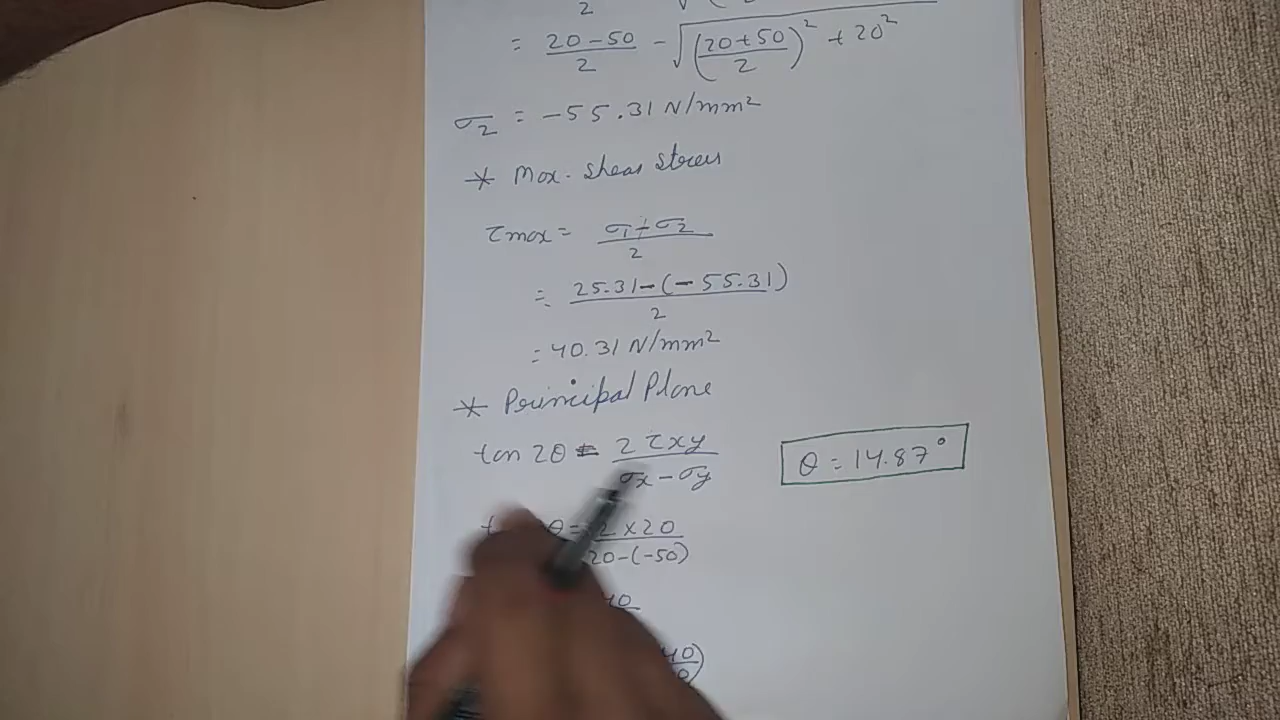 2
= 20-50/2 - √(20+50/2)² + 20²
σ2 = -55.31 N/mm²
* Max. Shear Stress
τmax = σ1+σ2/2
= 25.31-(-55.31)/2
= 40.31 N/mm²
* Principal Plane
tan 2θ = 2τxy/σx-σy
θ = 14.87°
θ = 2×20/20-(-50)
40